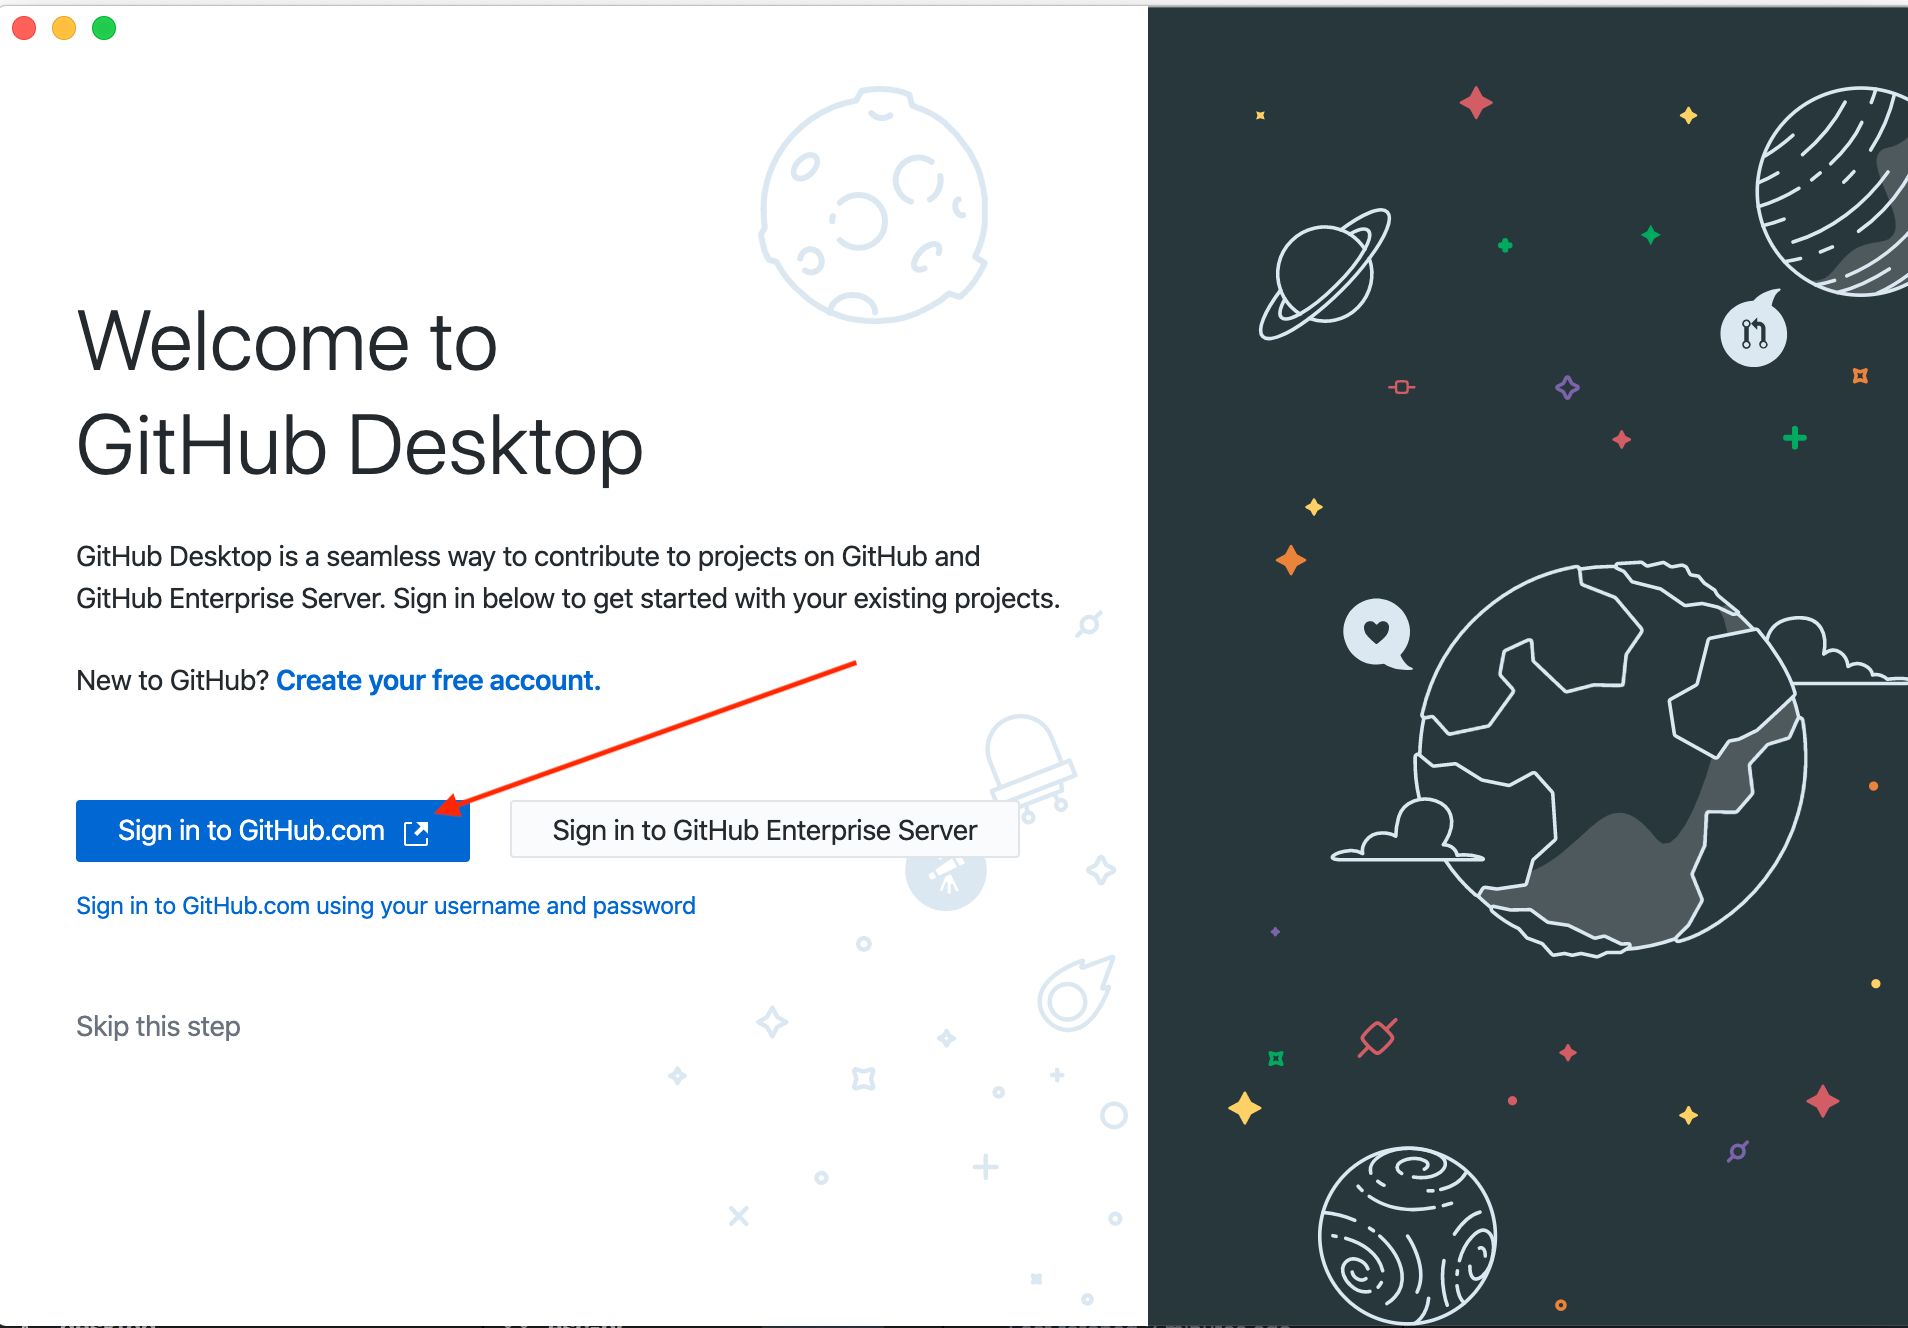 Welcome to
GitHub Desktop
GitHub Desktop is a seamless way to contribute to projects on GitHub and
GitHub Enterprise Server. Sign in below to get started with your existing projects.
New to GitHub? Create your free account.
Sign in to GitHub.com
Sign in to GitHub Enterprise Server
Sign in to GitHub.com using your username and password
Skip this step